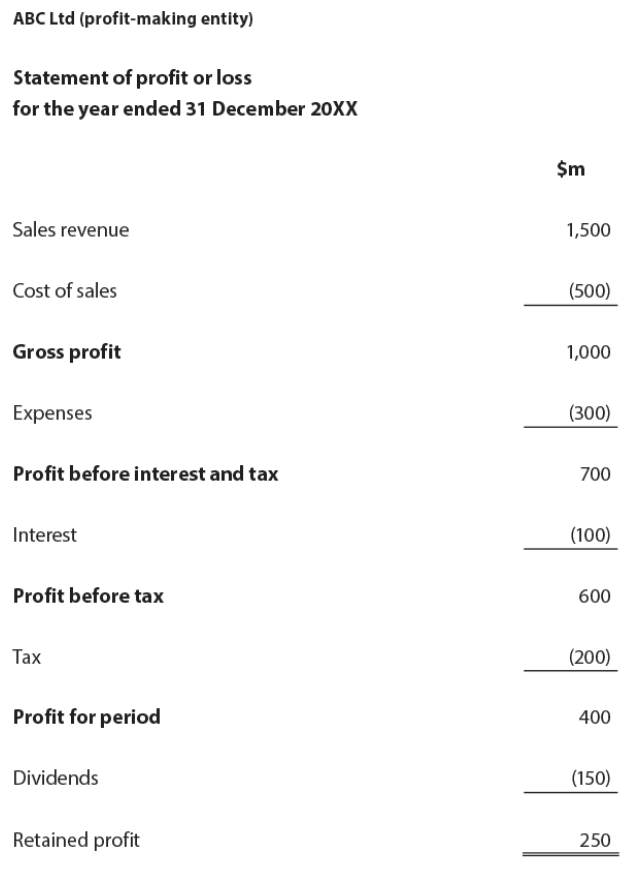 ABC Ltd (profit-making entity)
Statement of profit or loss
for the year ended 31 December 20XX
$m
Sales revenue 1,500
Cost of sales (500)
Gross profit 1,000
Expenses (300)
Profit before interest and tax 700
Interest (100)
Profit before tax 600
Tax (200)
Profit for period 400
Dividends (150)
Retained profit 250